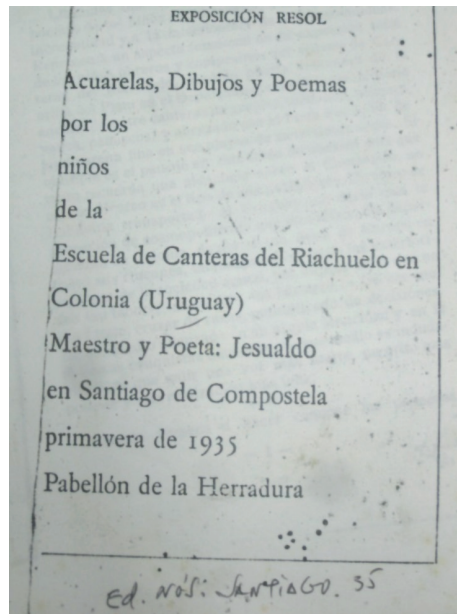 EXPOSICIÓN RESOL
Acuarelas, Dibujos y Poemas
por los
niños
de la
Escuela de Canteras del Riachuelo en
Colonia (Uruguay)
Maestro y Poeta: Jesualdo
en Santiago de Compostela
primavera de 1935
Pabellón de la Herradura
Ed. NÓS: SANTIAGO. 35